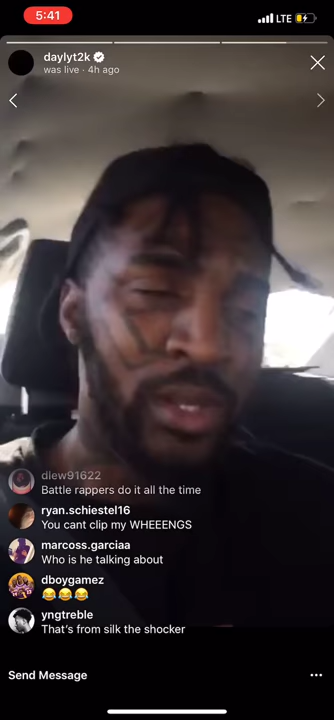 5:41
LTE
daylyt2k
was live · 4h ago
dlew91622
Battle rappers do it all the time
ryan.schiestel16
You cant clip my WHEEENGS
marcoss.garciaa
Who is he talking about
dboygamez
😂😂😂
yngtreble
That's from silk the shocker
Send Message